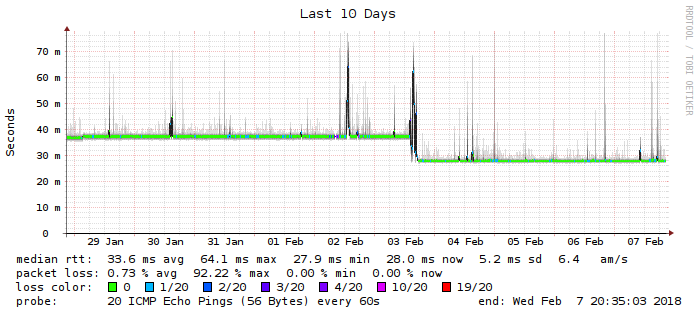 Last 10 Days
RRDTOOL / TOBI OETIKER
Seconds
70 m
60 m
50 m
40 m
30 m
20 m
10 m
0
29 Jan 30 Jan 31 Jan 01 Feb 02 Feb 03 Feb 04 Feb 05 Feb 06 Feb 07 Feb
median rtt: 33.6 ms avg 64.1 ms max 27.9 ms min 28.0 ms now 5.2 ms sd 6.4 am/s
packet loss: 0.73 % avg 92.22 % max 0.00 % min 0.00 % now
loss color: 0 1/20 2/20 3/20 4/20 10/20 19/20
probe: 20 ICMP Echo Pings (56 Bytes) every 60s end: Wed Feb 7 20:35:03 2018